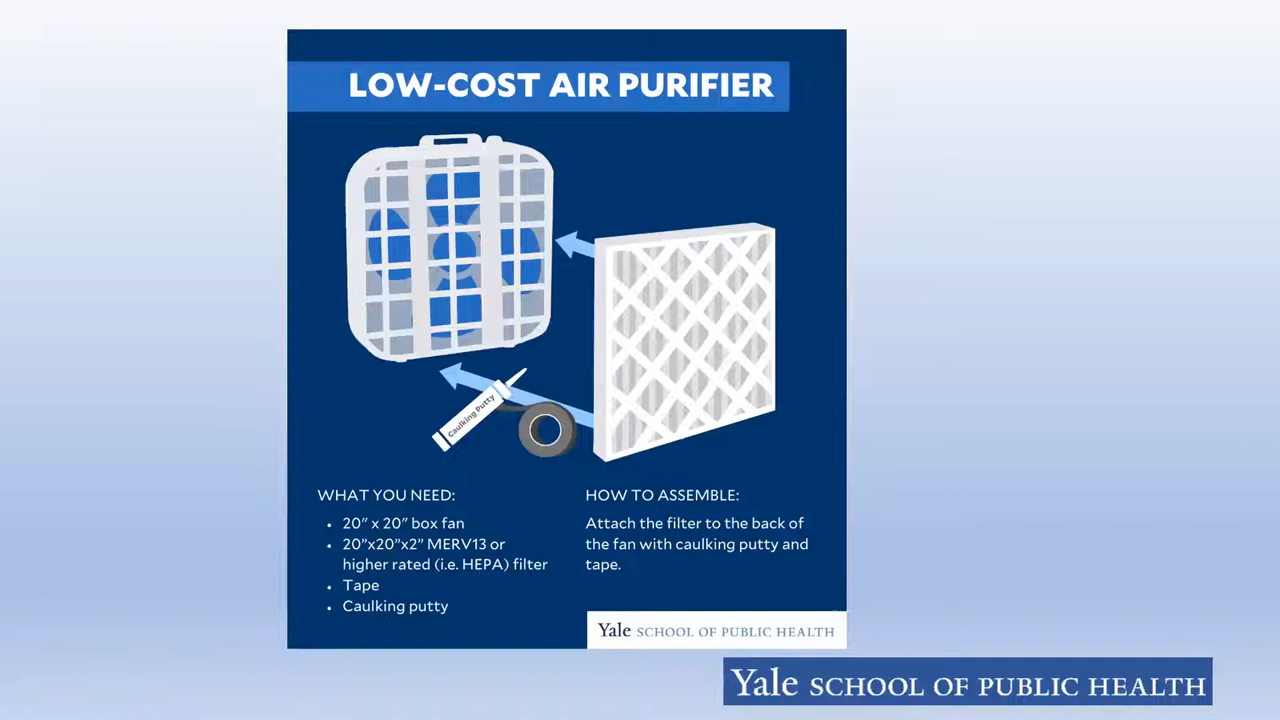 LOW-COST AIR PURIFIER
Caulking Putty
WHAT YOU NEED:
• 20" x 20" box fan
• 20”x20”x2” MERV13 or
higher rated (i.e. HEPA) filter
• Tape
• Caulking putty
HOW TO ASSEMBLE:
Attach the filter to the back of
the fan with caulking putty and
tape.
Yale SCHOOL OF PUBLIC HEALTH
Yale SCHOOL OF PUBLIC HEALTH